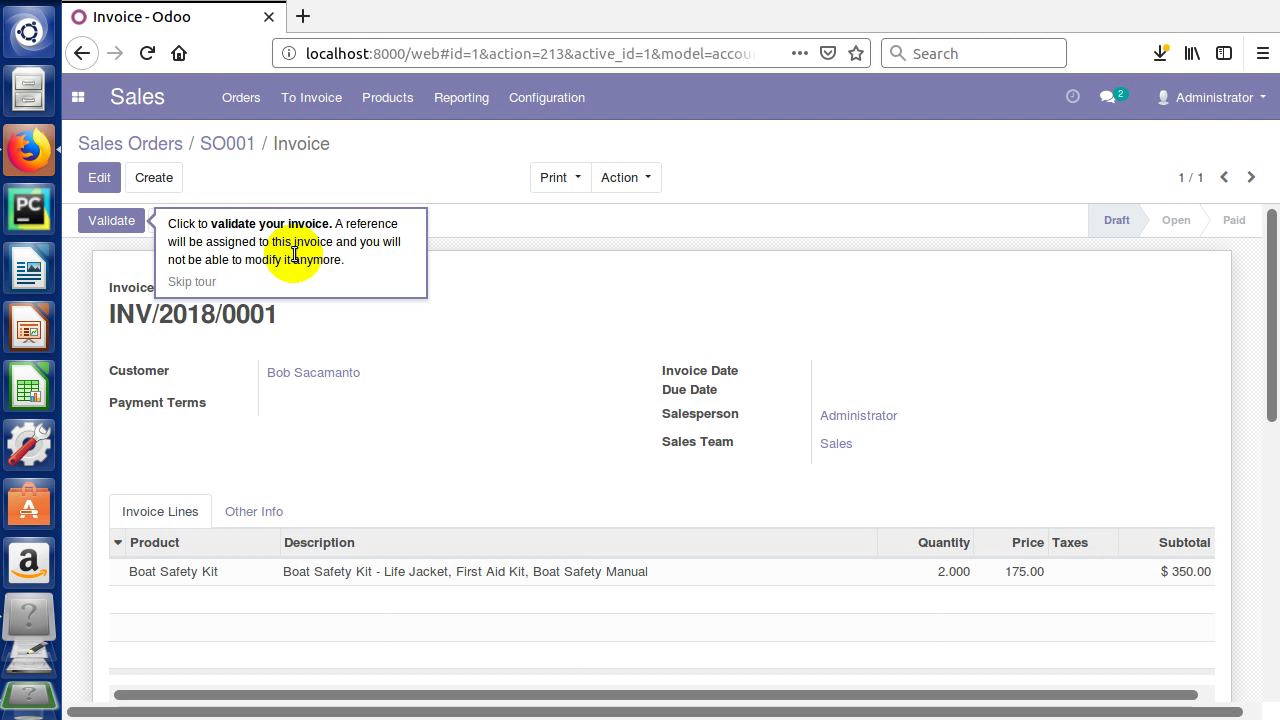 Invoice - Odoo
localhost:8000/web#id=1&action=213&active_id=1&model=accou
Search
Sales
Orders
To Invoice
Products
Reporting
Configuration
2
Administrator
Sales Orders / SO001 / Invoice
Edit
Create
Print
Action
1 / 1
Validate
Click to validate your invoice. A reference
will be assigned to this invoice and you will
not be able to modify it anymore.
Skip tour
Draft
Open
Paid
Invoice
INV/2018/0001
Customer
Bob Sacamanto
Payment Terms
Invoice Date
Due Date
Salesperson
Administrator
Sales Team
Sales
Invoice Lines
Other Info
Product Description Quantity Price Taxes Subtotal
Boat Safety Kit Boat Safety Kit - Life Jacket, First Aid Kit, Boat Safety Manual 2.000 175.00 $ 350.00
PC
A
a
?
?